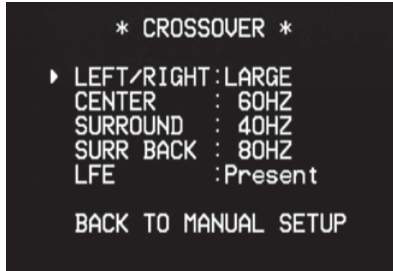 * CROSSOVER *
LEFT/RIGHT:LARGE
CENTER : 60HZ
SURROUND : 40HZ
SURR BACK : 80HZ
LFE :Present
BACK TO MANUAL SETUP